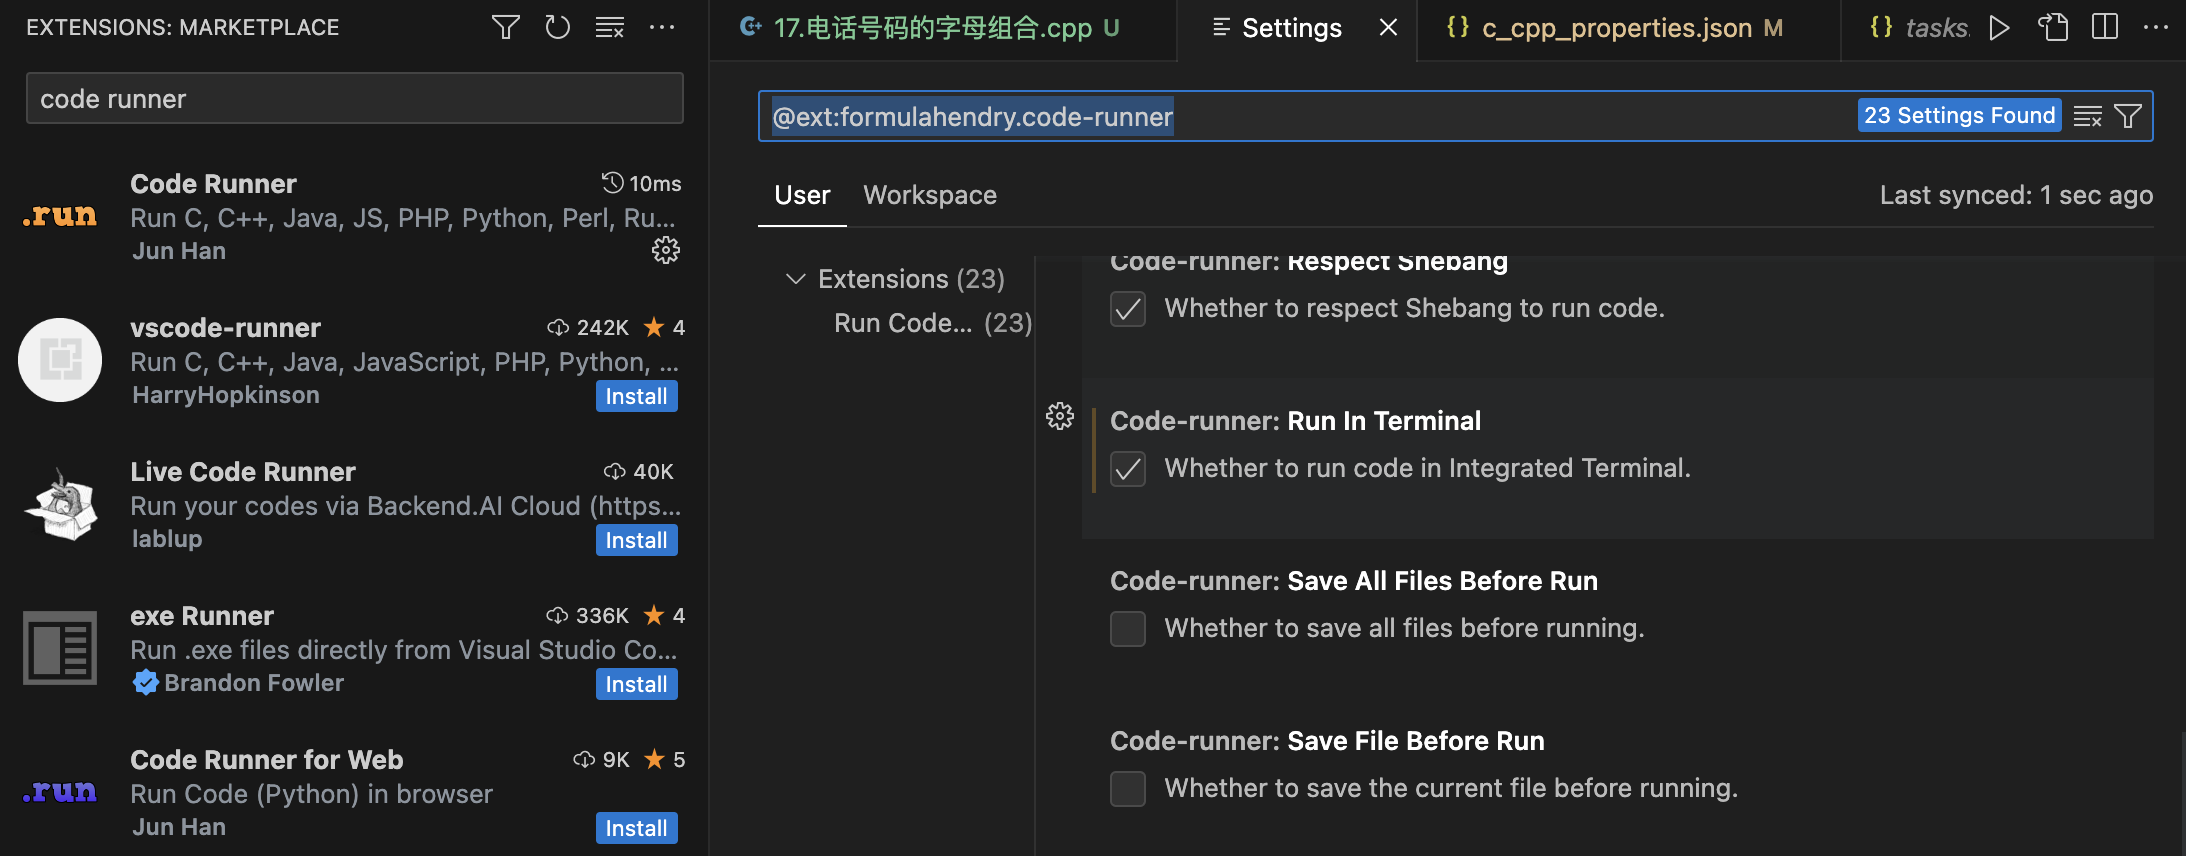 EXTENSIONS: MARKETPLACE
code runner
.run
Code Runner
10ms
Run C, C++, Java, JS, PHP, Python, Perl, Ru...
Jun Han
vscode-runner
242K ★ 4
Run C, C++, Java, JavaScript, PHP, Python, ...
HarryHopkinson
Install
Live Code Runner
40K
Run your codes via Backend.AI Cloud (https...
lablup
Install
exe Runner
336K ★ 4
Run .exe files directly from Visual Studio Co...
Brandon Fowler
Install
.run
Code Runner for Web
9K ★ 5
Run Code (Python) in browser
Jun Han
Install
17.电话号码的字母组合.cpp U
Settings
{} c_cpp_properties.json M
{} tasks.
@ext:formulahendry.code-runner
23 Settings Found
User
Workspace
Last synced: 1 sec ago
Extensions (23)
Run Code... (23)
Code-runner: Respect Shebang
Whether to respect Shebang to run code.
Code-runner: Run In Terminal
Whether to run code in Integrated Terminal.
Code-runner: Save All Files Before Run
Whether to save all files before running.
Code-runner: Save File Before Run
Whether to save the current file before running.